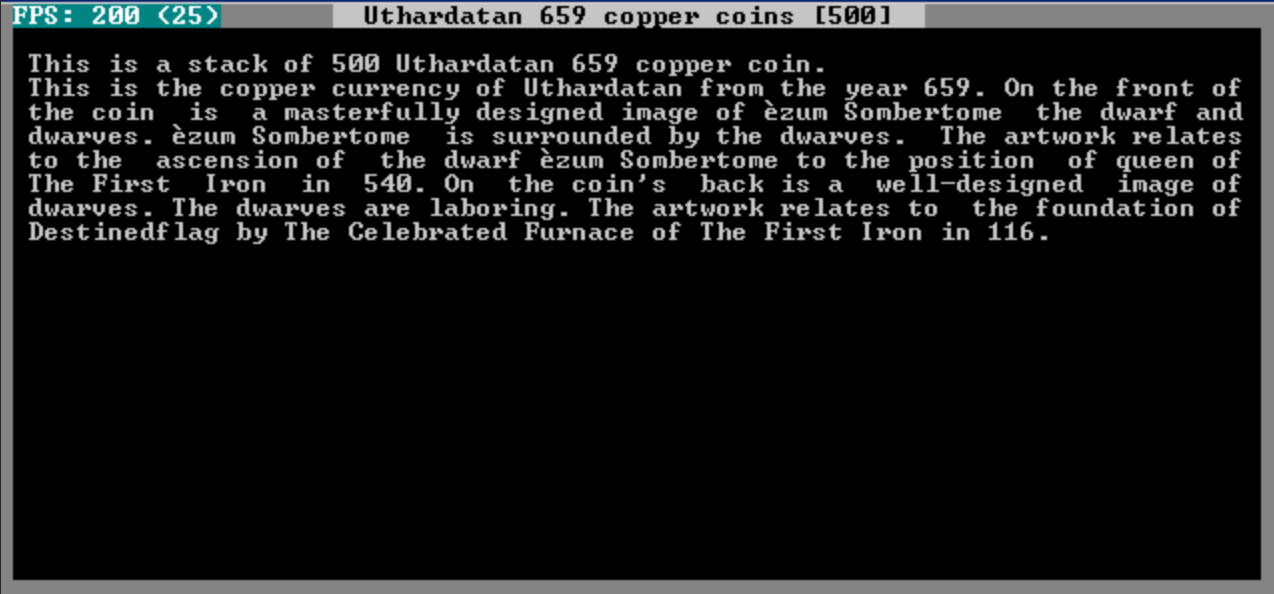 FPS: 200 (25) Uthardatan 659 copper coins [500]
This is a stack of 500 Uthardatan 659 copper coin.
This is the copper currency of Uthardatan from the year 659. On the front of
the coin is a masterfully designed image of èzum Sombertome the dwarf and
dwarves. èzum Sombertome is surrounded by the dwarves. The artwork relates
to the ascension of the dwarf èzum Sombertome to the position of queen of
The First Iron in 540. On the coin's back is a well-designed image of
dwarves. The dwarves are laboring. The artwork relates to the foundation of
Destinedflag by The Celebrated Furnace of The First Iron in 116.